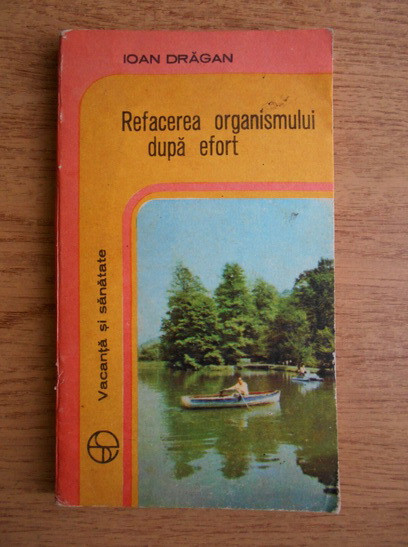 IOAN DRĂGAN
Refacerea organismului
după efort
Vacanță și sănătate